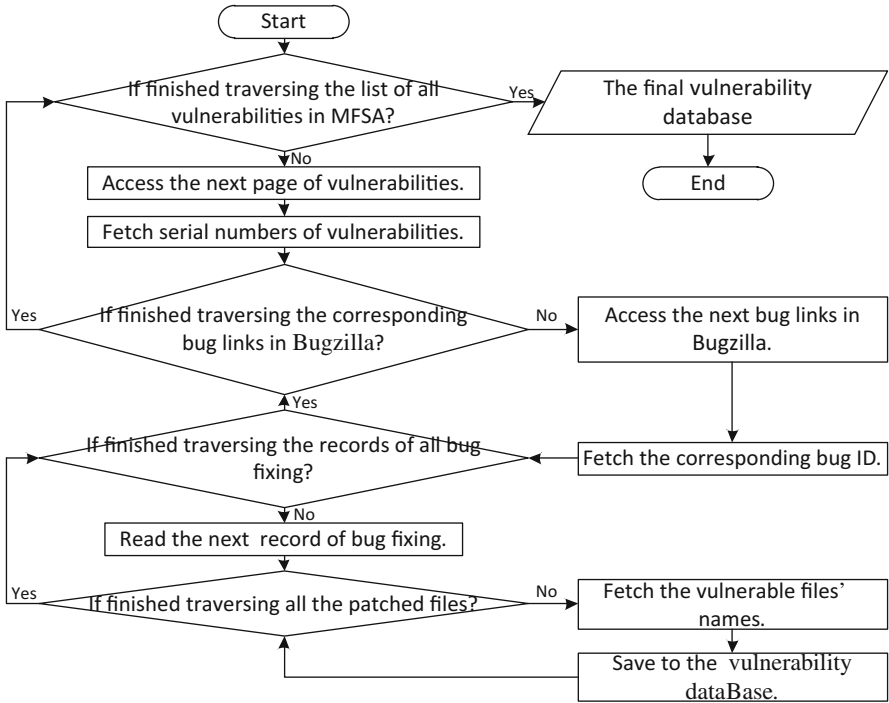 Start
If finished traversing the list of all
vulnerabilities in MFSA?
Yes
The final vulnerability
database
No
End
Access the next page of vulnerabilities.
Fetch serial numbers of vulnerabilities.
Yes
If finished traversing the corresponding
bug links in Bugzilla?
No
Access the next bug links in
Bugzilla.
Yes
If finished traversing the records of all bug
fixing?
Fetch the corresponding bug ID.
No
Read the next record of bug fixing.
Yes
If finished traversing all the patched files?
No
Fetch the vulnerable files’
names.
Save to the vulnerability
dataBase.